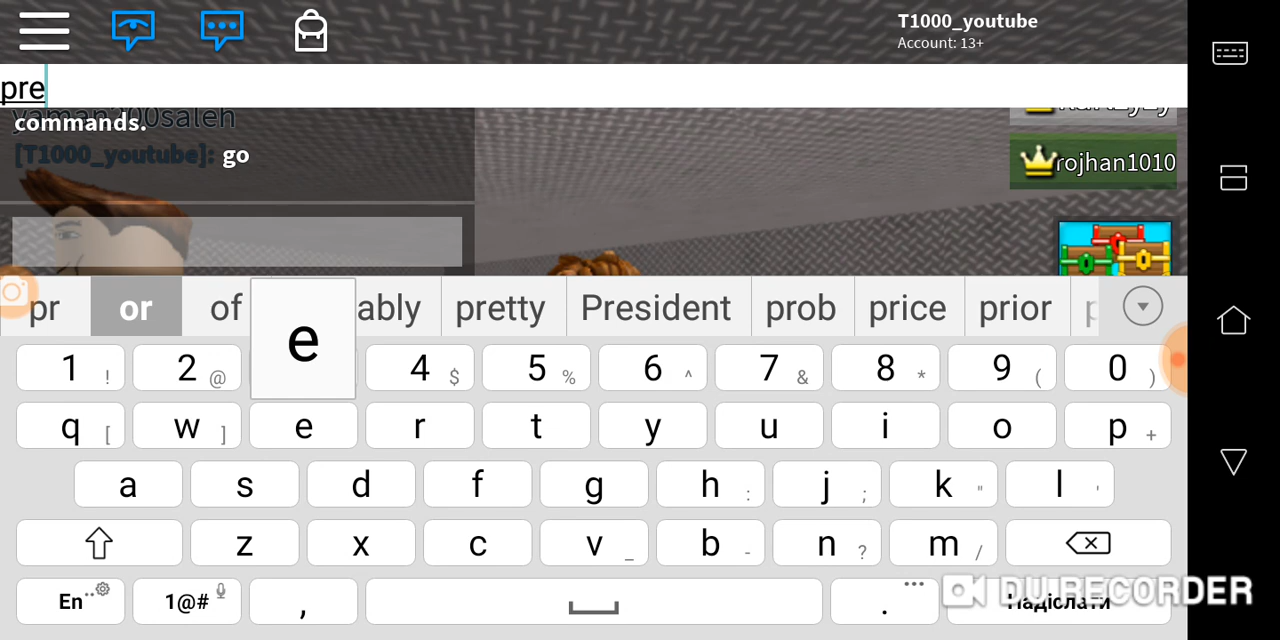 T1000_youtube
Account: 13+
pre
yaman200saleh
commands.
[T1000_youtube]: go
rojhan1010
pr or of ably pretty President prob price prior
e
1 ! 2 @ 4 $ 5 % 6 ^ 7 & 8 * 9 ( 0 )
q [ w ] e r t y u i o p +
a s d f g h : j ; k " l '
z x c v _ b - n ? m /
En 1@# , . Надіслати
DU RECORDER